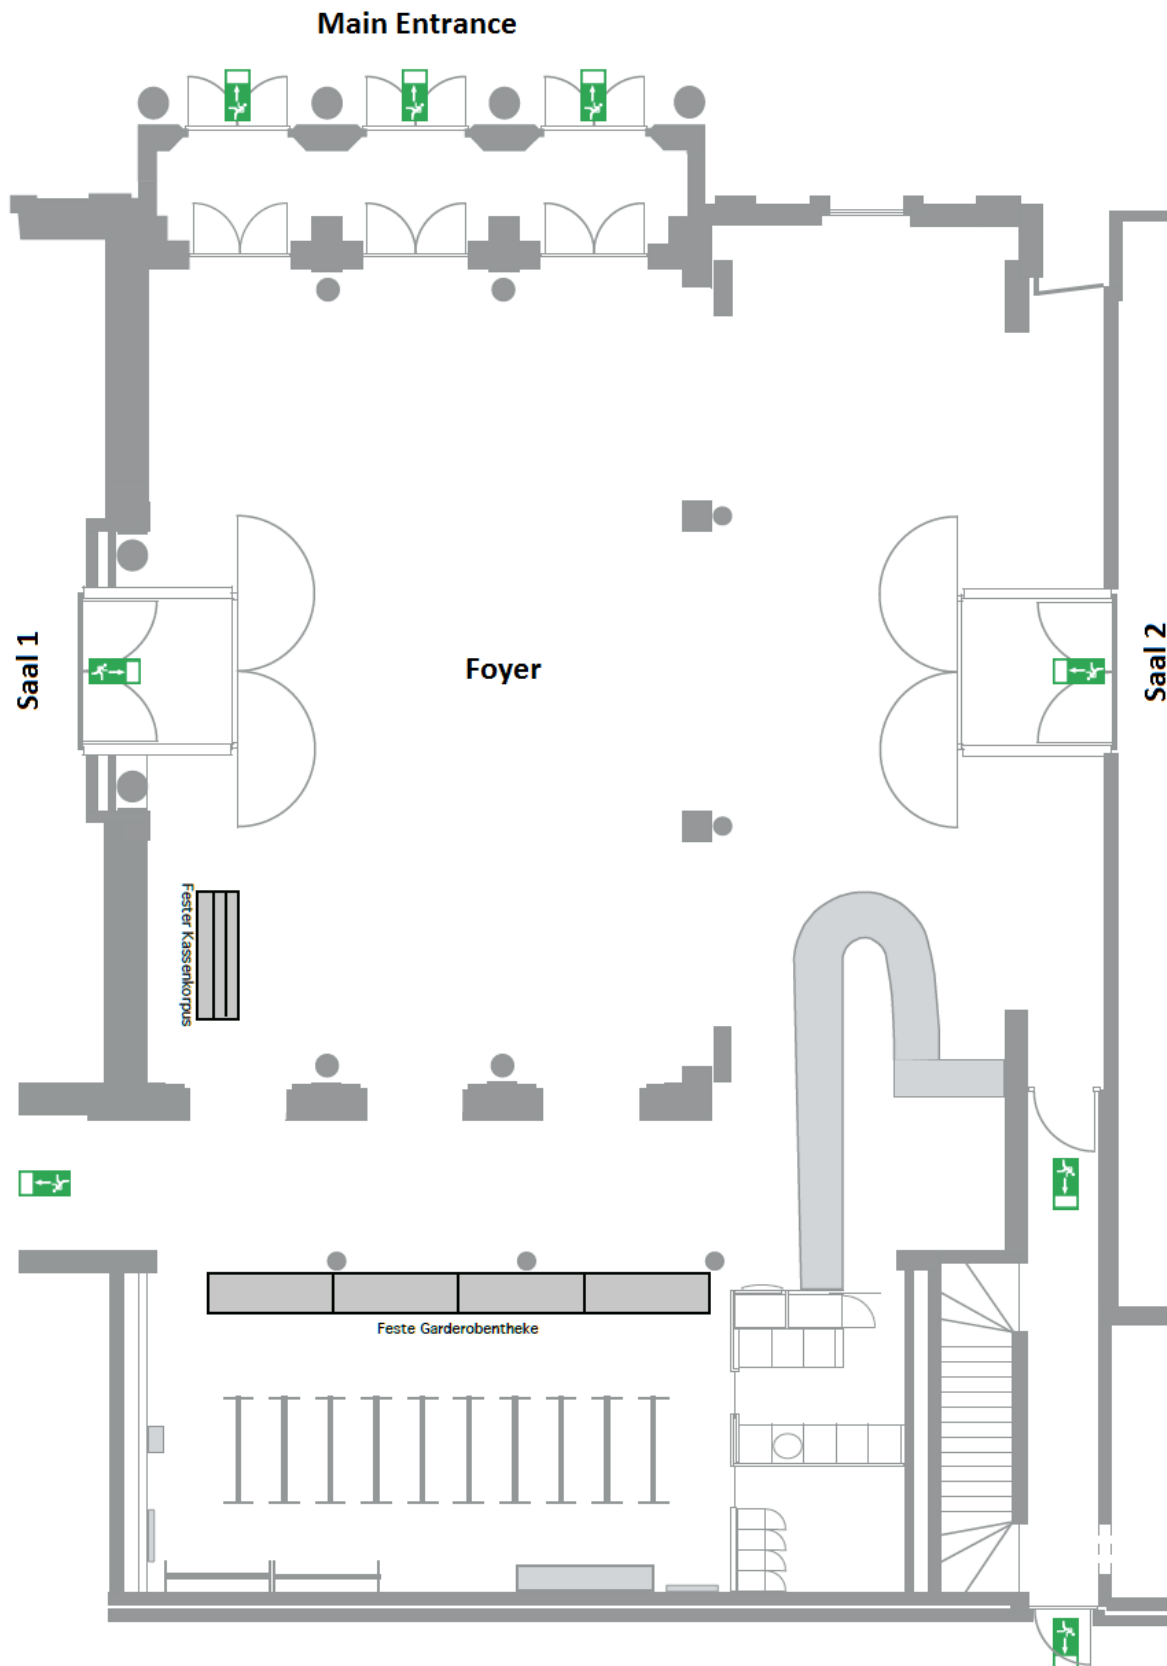 Main Entrance
Saal 1
Foyer
Saal 2
Fester Kassenkorpus
Feste Garderobentheke